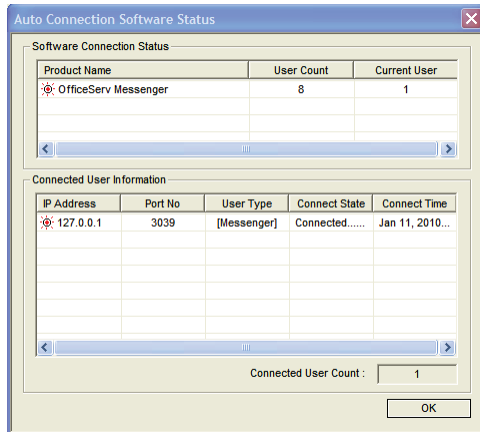 Auto Connection Software Status
Software Connection Status
Product Name User Count Current User
OfficeServ Messenger 8 1
Connected User Information
IP Address Port No User Type Connect State Connect Time
127.0.0.1 3039 [Messenger] Connected...... Jan 11, 2010...
Connected User Count : 1
OK